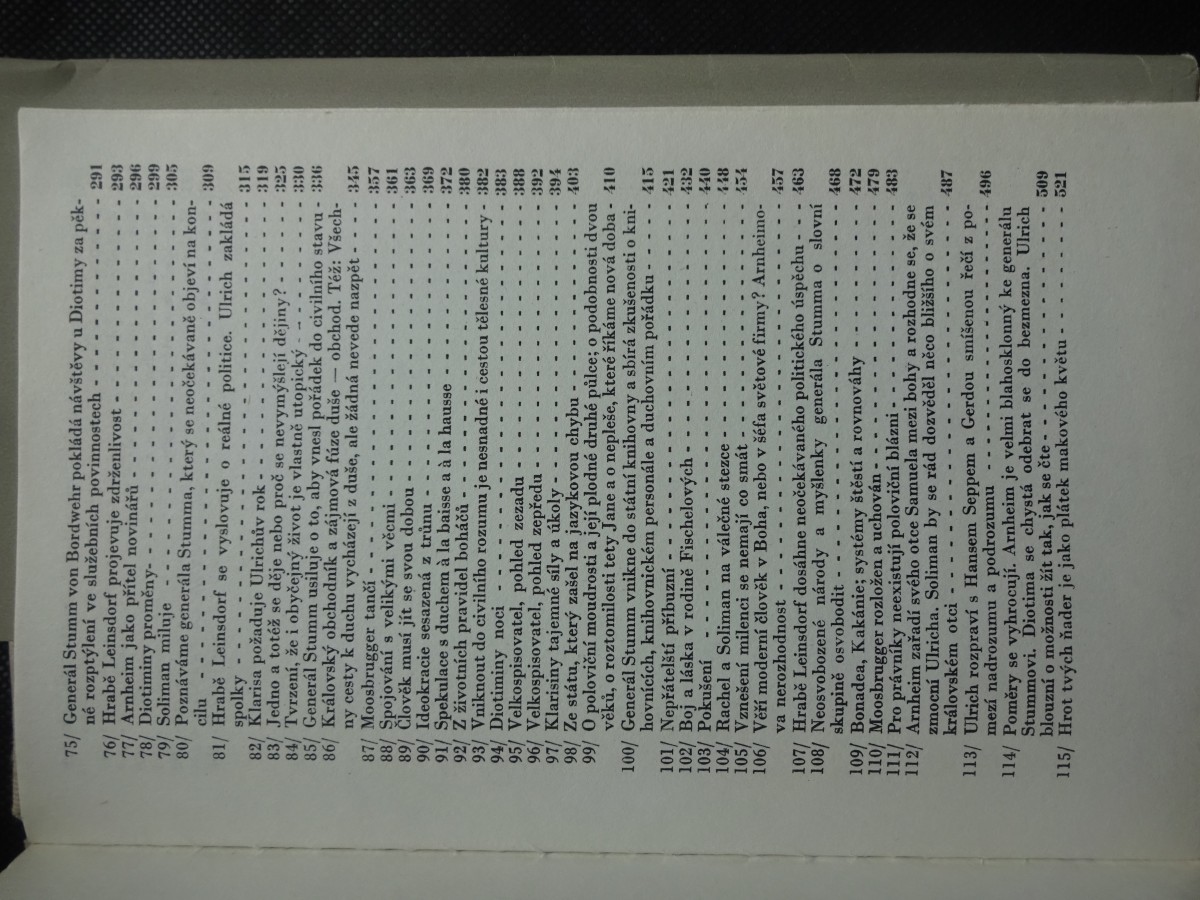 75/ Generál Stumm von Bordwehr pokládá návštěvy u Diotimy za pěk-
né rozptýlení ve služebních povinnostech - - - - - - - - - - 291
76/ Hrabě Leinsdorf projevuje zdrženlivost - - - - - - - - - - 293
77/ Arnheim jako přítel novinářů - - - - - - - - - - 296
78/ Diotiminy proměny - - - - - - - - - - 299
79/ Soliman miluje - - - - - - - - - - 305
80/ Poznáváme generála Stumma, který se neočekávaně objeví na kon-
cilu - - - - - - - - - - 309
81/ Hrabě Leinsdorf se vyslovuje o reálné politice. Ulrich zakládá
spolky - - - - - - - - - - 315
82/ Klarisa požaduje Ulrichův rok - - - - - - - - - - 319
83/ Jedno a totéž se děje nebo proč se nevymýšlejí dějiny? - - - - - 325
84/ Tvrzení, že i obyčejný život je vlastně utopický - - - - - 330
85/ Generál Stumm usiluje o to, aby vnesl pořádek do civilního stavu - 336
86/ Královský obchodník a zájmová fúze duše — obchod. Též: Všech-
ny cesty k duchu vycházejí z duše, ale žádná nevede nazpět - - - - 345
87/ Moosbrugger tančí - - - - - - - - - - 357
88/ Spojování s velikými věcmi - - - - - - - - - - 361
89/ Člověk musí jít se svou dobou - - - - - - - - - - 363
90/ Ideokracie sesazená z trůnu - - - - - - - - - - 369
91/ Spekulace s duchem à la baisse a à la hausse - - - - - - - - - - 372
92/ Z životních pravidel boháčů - - - - - - - - - - 380
93/ Vniknout do civilního rozumu je nesnadné i cestou tělesné kultury - 382
94/ Diotiminy noci - - - - - - - - - - 383
95/ Velkospisovatel, pohled zezadu - - - - - - - - - - 388
96/ Velkospisovatel, pohled zepředu - - - - - - - - - - 392
97/ Klarisiny tajemné síly a úkoly - - - - - - - - - - 394
98/ Ze státu, který zašel na jazykovou chybu - - - - - - - - - - 403
99/ O poloviční moudrosti a její plodné druhé půlce; o podobnosti dvou
věků, o roztomilosti tety Jane a o neplеše, které říkáme nová doba 410
100/ Generál Stumm vnikne do státní knihovny a sbírá zkušenosti o kni-
hovnících, knihovnickém personále a duchovním pořádku - - - - 415
101/ Nepřátelští příbuzní - - - - - - - - - - 421
102/ Boj a láska v rodině Fischelových - - - - - - - - - - 432
103/ Pokušení - - - - - - - - - - 440
104/ Rachel a Soliman na válečné stezce - - - - - - - - - - 448
105/ Vznešení milenci se nemají co smát - - - - - - - - - - 454
106/ Věří moderní člověk v Boha, nebo v šéfa světové firmy? Arnheimo-
va nerozhodnost - - - - - - - - - - 457
107/ Hrabě Leinsdorf dosáhne neočekávaného politického úspěchu - - - 463
108/ Neosvobozené národy a myšlenky generála Stumma o slovní
skupině osvobodit - - - - - - - - - - 468
109/ Bonadea, Kakánie; systémy štěstí a rovnováhy - - - - - - - - 472
110/ Moosbrugger rozložen a uchován - - - - - - - - - - 479
111/ Pro právníky neexistují poloviční blázni - - - - - - - - - - 483
112/ Arnheim zařadí svého otce Samuela mezi bohy a rozhodne se, že se
zmocní Ulricha. Soliman by se rád dozvěděl něco bližšího o svém
královském otci - - - - - - - - - - 487
113/ Ulrich rozpraví s Hansem Seppem a Gerdou smíšenou řečí z po-
mezí nadrozumu a podrozumu - - - - - - - - - - 496
114/ Poměry se vyhrocují. Arnheim je velmi blahosklonný ke generálu
Stummovi. Diotima se chystá odebrat se do bezmezna. Ulrich
blouzní o možnosti žít tak, jak se čte - - - - - - - - - - 509
115/ Hrot tvých ňader je jako plátek makového květu - - - - - - - - 521